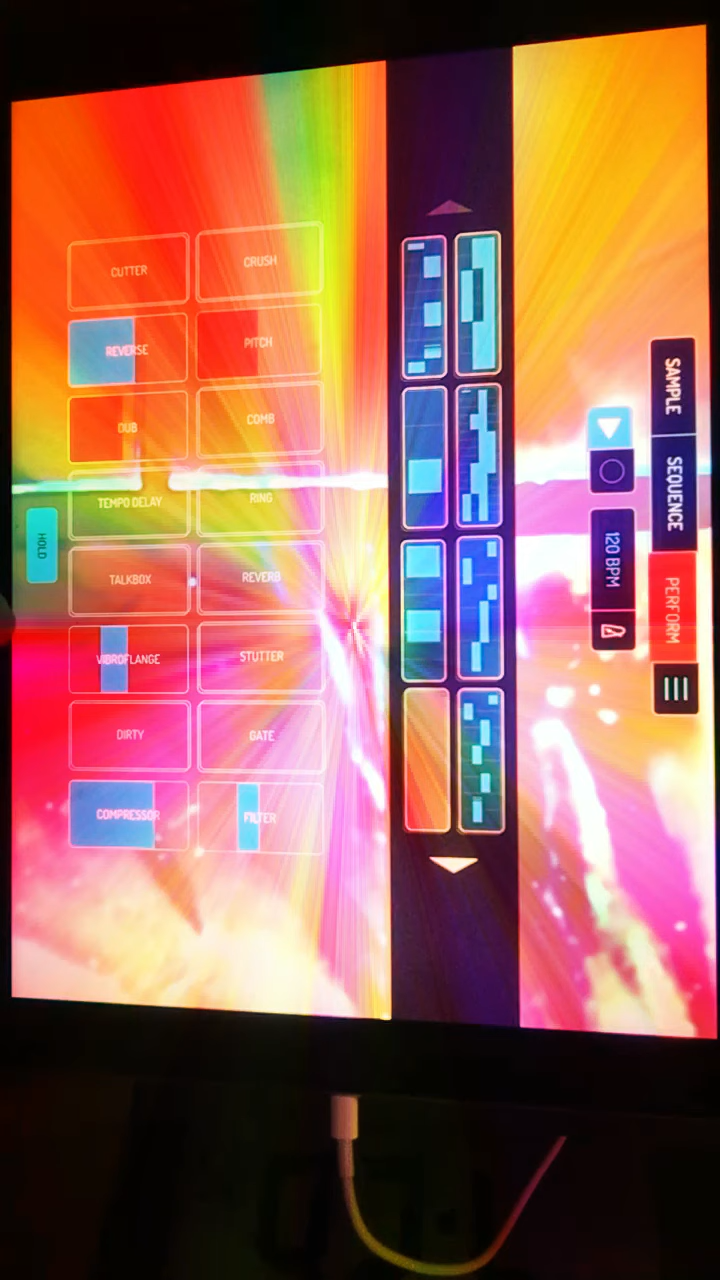 SAMPLE SEQUENCE PERFORM
120 BPM
CUTTER CRUSH
REVERSE PITCH
DUB COMB
TEMPO DELAY RING
TALKBOX REVERB
VIBROFLANGE STUTTER
DIRTY GATE
COMPRESSOR FILTER
HOLD